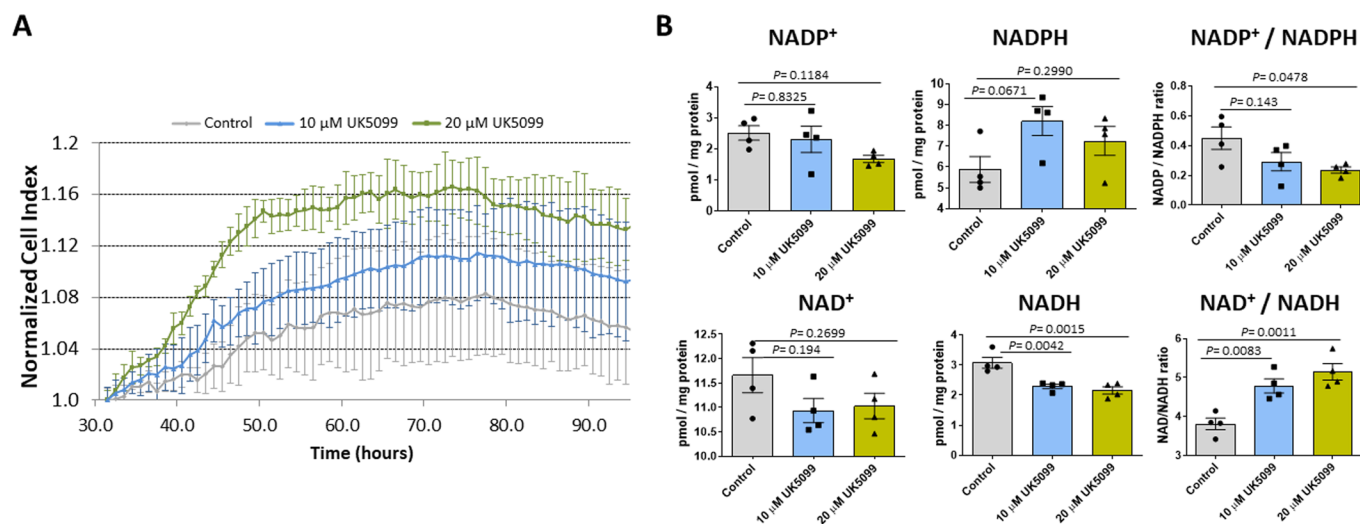 A
Control
10 μM UK5099
20 μM UK5099
Normalized Cell Index
1.2
1.16
1.12
1.08
1.04
1.0
30.0 40.0 50.0 60.0 70.0 80.0 90.0
Time (hours)
B
NADP+
P= 0.1184
P= 0.8325
pmol / mg protein
4
3
2
1
0
Control
10 μM UK5099
20 μM UK5099
NADPH
P= 0.2990
P= 0.0671
pmol / mg protein
10
9
8
7
6
5
4
Control
10 μM UK5099
20 μM UK5099
NADP+ / NADPH
P= 0.0478
P= 0.143
NADP / NADPH ratio
0.8
0.6
0.4
0.2
0.0
Control
10 μM UK5099
20 μM UK5099
NAD+
P= 0.2699
P= 0.194
pmol / mg protein
12.5
12.0
11.5
11.0
10.5
10.0
Control
10 μM UK5099
20 μM UK5099
NADH
P= 0.0015
P= 0.0042
pmol / mg protein
4
3
2
1
0
Control
10 μM UK5099
20 μM UK5099
NAD+ / NADH
P= 0.0011
P= 0.0083
NAD/NADH ratio
6
5
4
3
Control
10 μM UK5099
20 μM UK5099